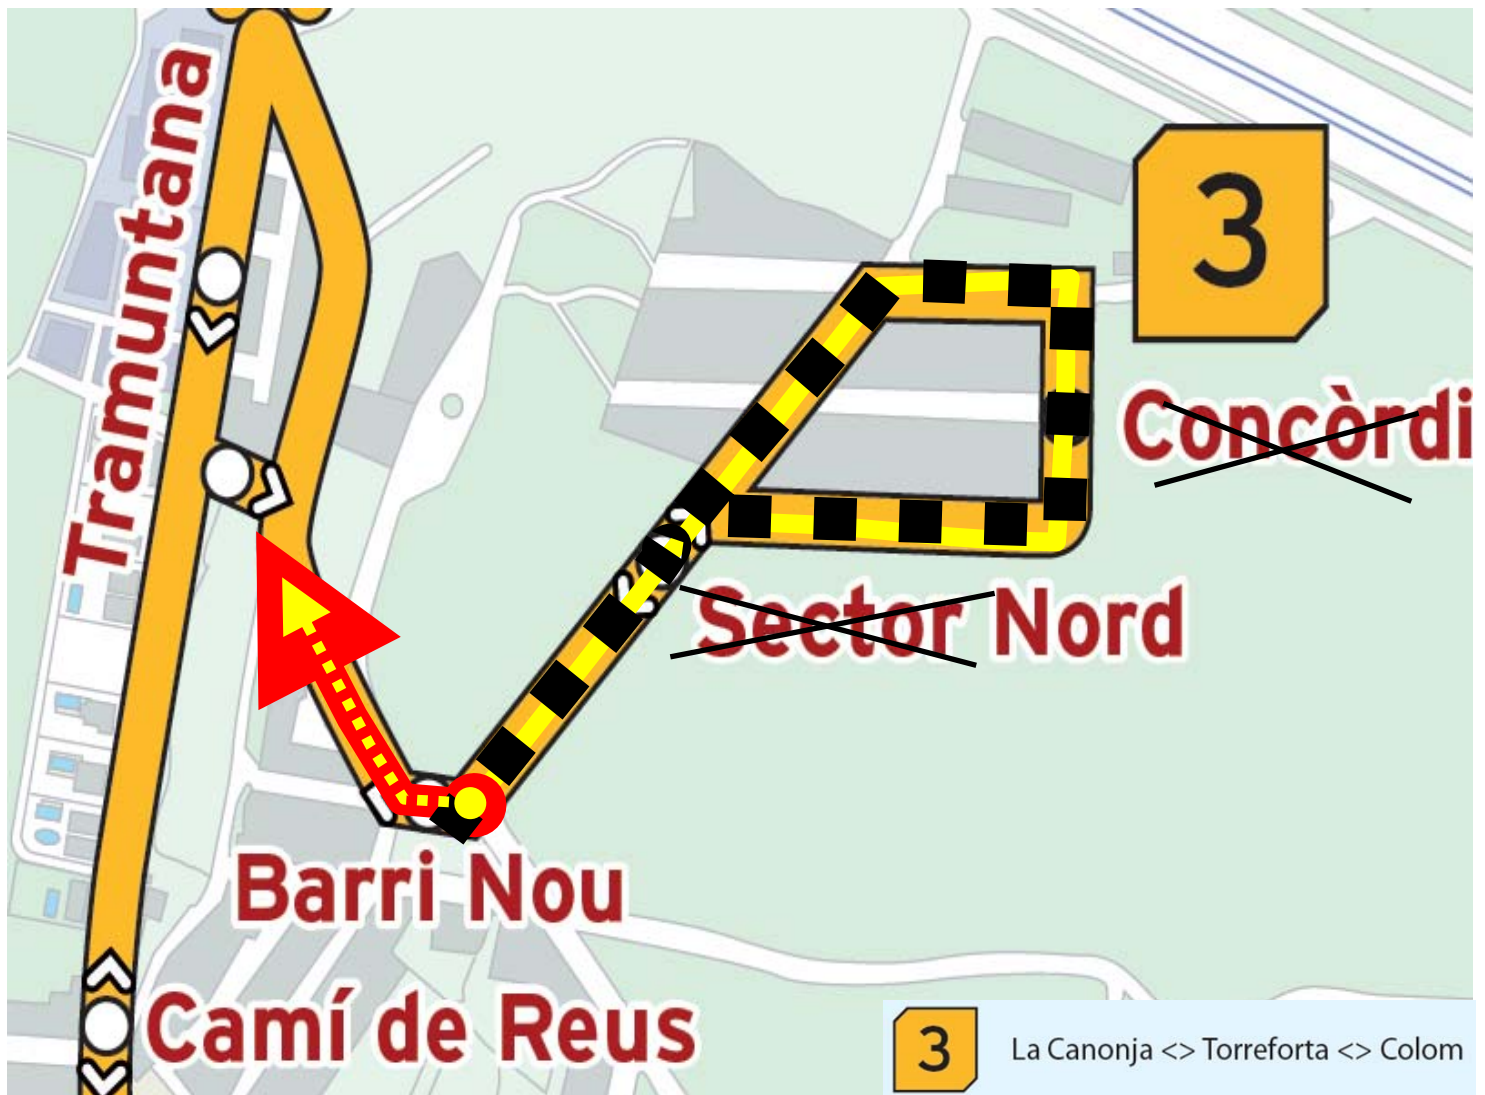 Tramuntana
3
Concòrdi
Sector Nord
Barri Nou
Camí de Reus
3 La Canonja <> Torreforta <> Colom